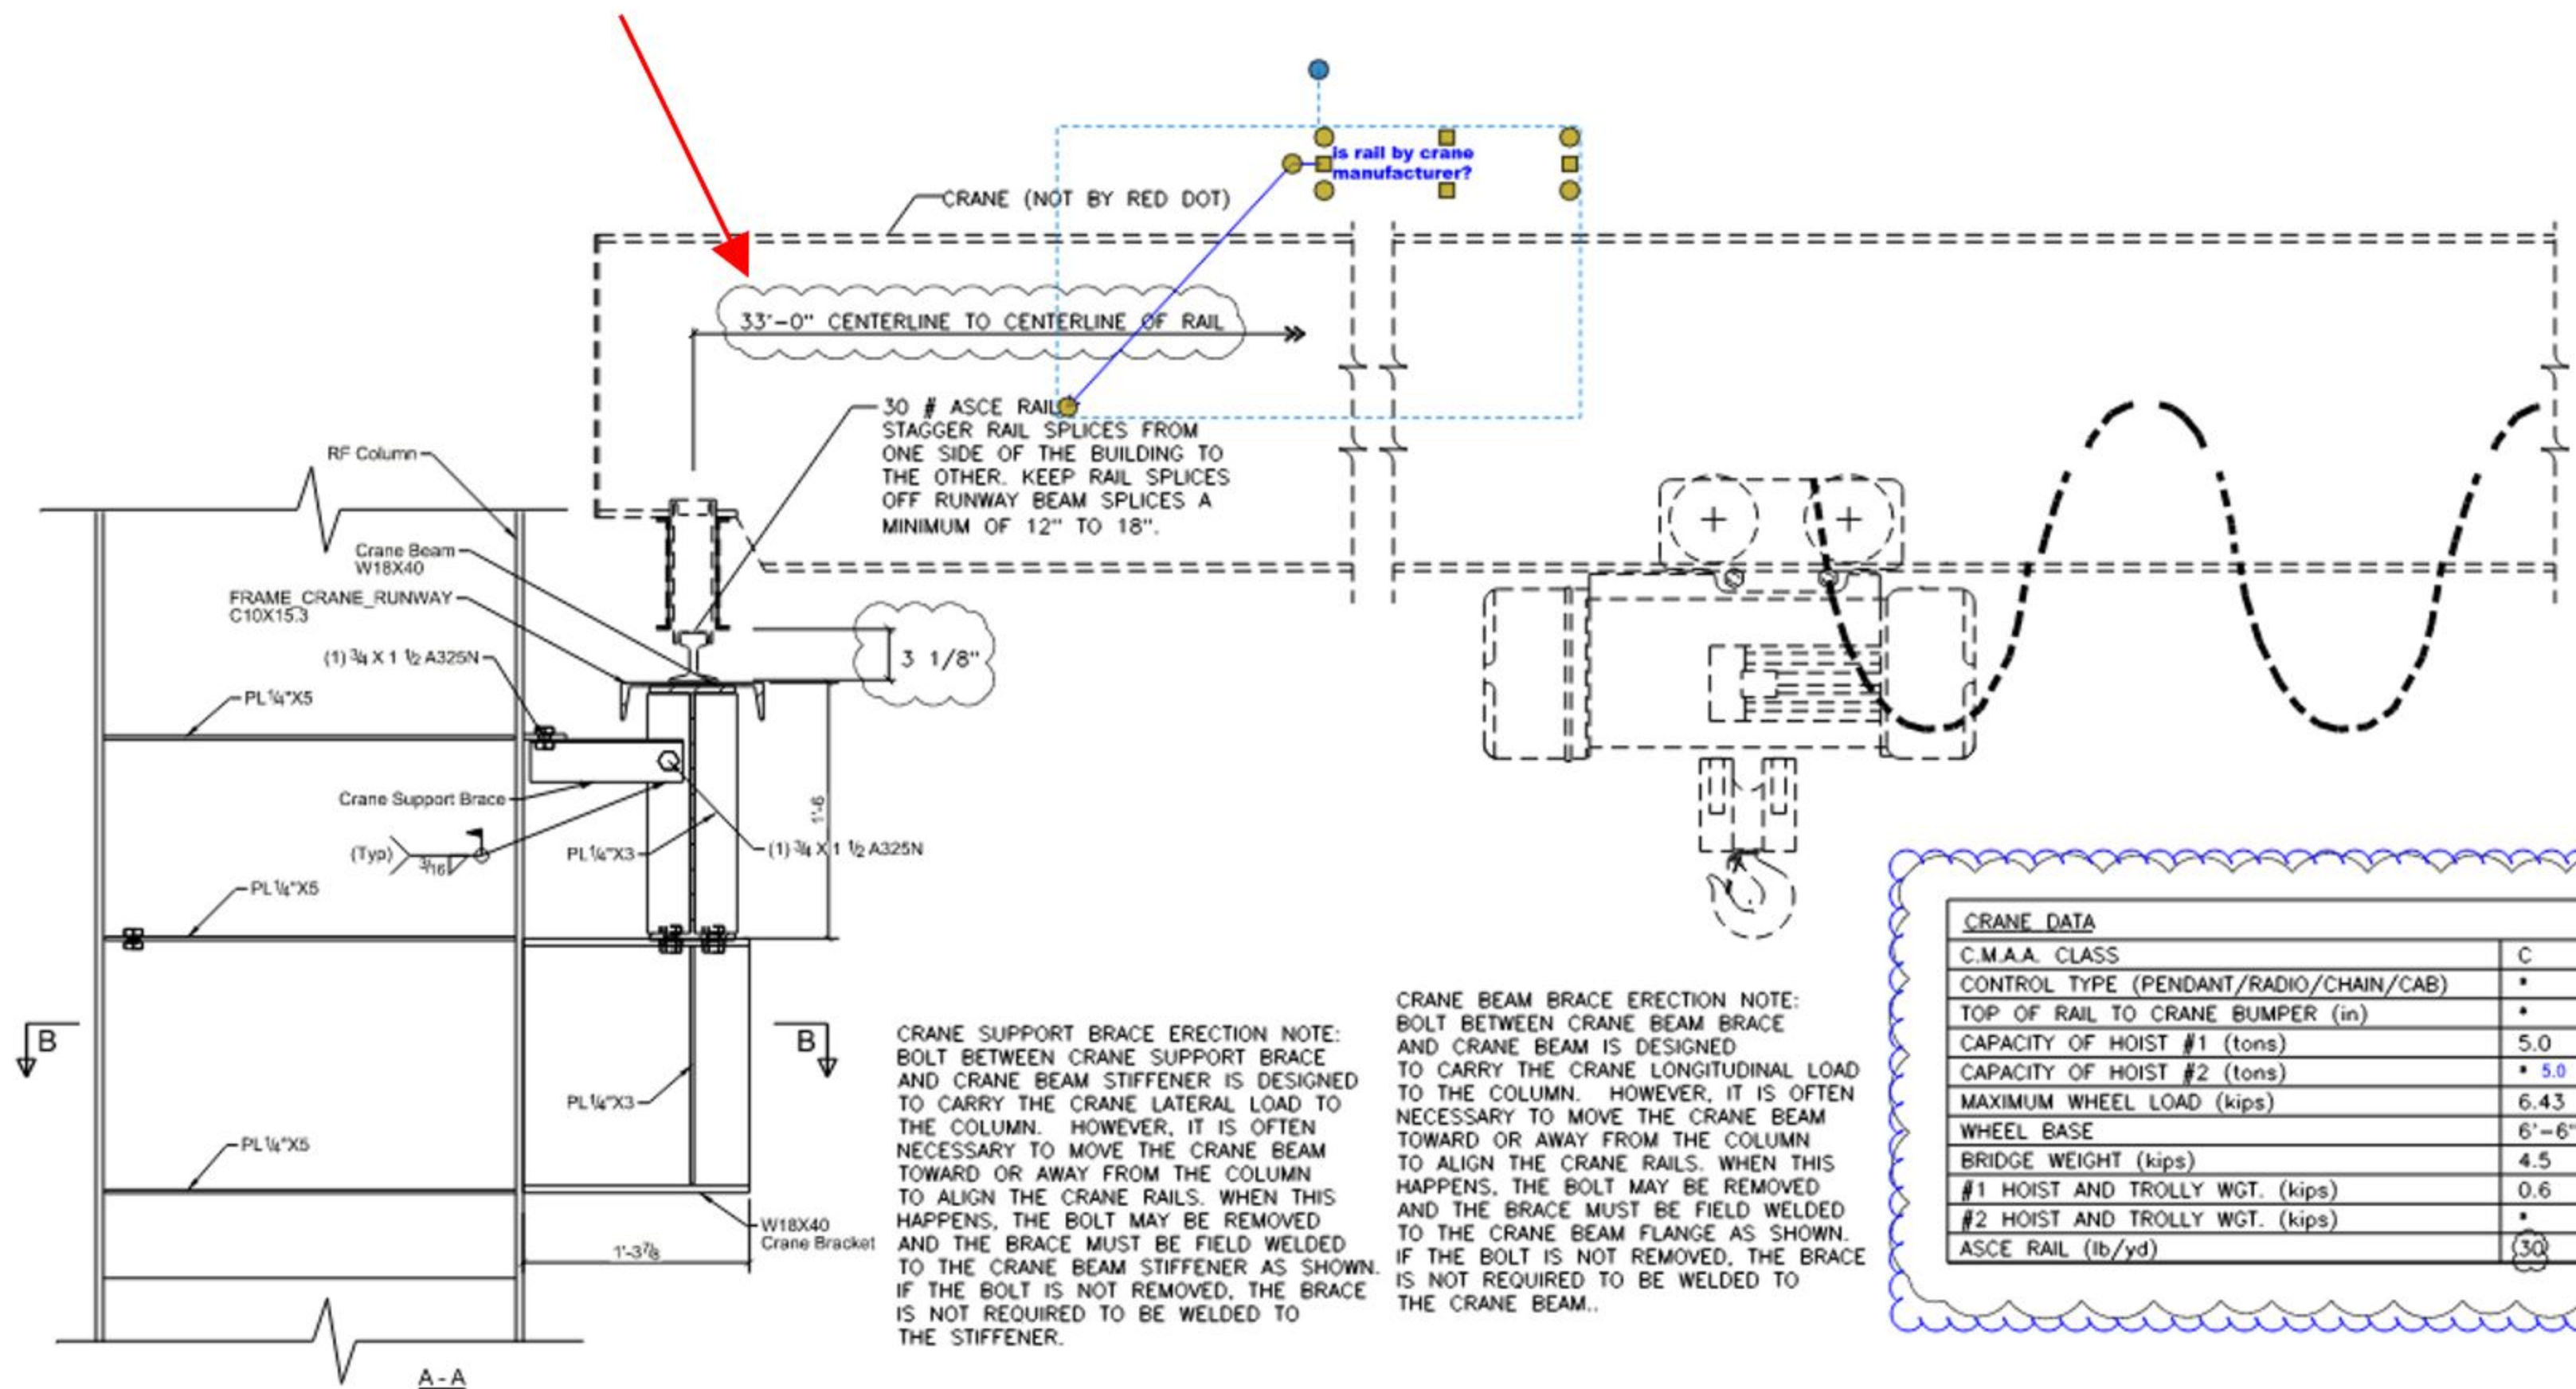 is rail by crane
manufacturer?
CRANE (NOT BY RED DOT)
33'-0" CENTERLINE TO CENTERLINE OF RAIL
30 # ASCE RAIL
STAGGER RAIL SPLICES FROM
ONE SIDE OF THE BUILDING TO
THE OTHER. KEEP RAIL SPLICES
OFF RUNWAY BEAM SPLICES A
MINIMUM OF 12" TO 18".
RF Column
Crane Beam
W18X40
FRAME_CRANE_RUNWAY
C10X15.3
(1) 3/4 X 1 1/2 A325N
3 1/8"
PL1/4"X5
Crane Support Brace
1'-6
(Typ)
3/16
PL1/4"X3
(1) 3/4 X 1 1/2 A325N
PL1/4"X5
B
B
PL1/4"X3
PL1/4"X5
W18X40
Crane Bracket
1'-37/8
A-A
CRANE SUPPORT BRACE ERECTION NOTE:
BOLT BETWEEN CRANE SUPPORT BRACE
AND CRANE BEAM STIFFENER IS DESIGNED
TO CARRY THE CRANE LATERAL LOAD TO
THE COLUMN. HOWEVER, IT IS OFTEN
NECESSARY TO MOVE THE CRANE BEAM
TOWARD OR AWAY FROM THE COLUMN
TO ALIGN THE CRANE RAILS. WHEN THIS
HAPPENS, THE BOLT MAY BE REMOVED
AND THE BRACE MUST BE FIELD WELDED
TO THE CRANE BEAM STIFFENER AS SHOWN.
IF THE BOLT IS NOT REMOVED, THE BRACE
IS NOT REQUIRED TO BE WELDED TO
THE STIFFENER.
CRANE BEAM BRACE ERECTION NOTE:
BOLT BETWEEN CRANE BEAM BRACE
AND CRANE BEAM IS DESIGNED
TO CARRY THE CRANE LONGITUDINAL LOAD
TO THE COLUMN. HOWEVER, IT IS OFTEN
NECESSARY TO MOVE THE CRANE BEAM
TOWARD OR AWAY FROM THE COLUMN
TO ALIGN THE CRANE RAILS. WHEN THIS
HAPPENS, THE BOLT MAY BE REMOVED
AND THE BRACE MUST BE FIELD WELDED
TO THE CRANE BEAM FLANGE AS SHOWN.
IF THE BOLT IS NOT REMOVED, THE BRACE
IS NOT REQUIRED TO BE WELDED TO
THE CRANE BEAM..
CRANE DATA
C.M.A.A. CLASS C
CONTROL TYPE (PENDANT/RADIO/CHAIN/CAB) *
TOP OF RAIL TO CRANE BUMPER (in) *
CAPACITY OF HOIST #1 (tons) 5.0
CAPACITY OF HOIST #2 (tons) * 5.0
MAXIMUM WHEEL LOAD (kips) 6.43
WHEEL BASE 6'-6"
BRIDGE WEIGHT (kips) 4.5
#1 HOIST AND TROLLY WGT. (kips) 0.6
#2 HOIST AND TROLLY WGT. (kips) *
ASCE RAIL (lb/yd) 30